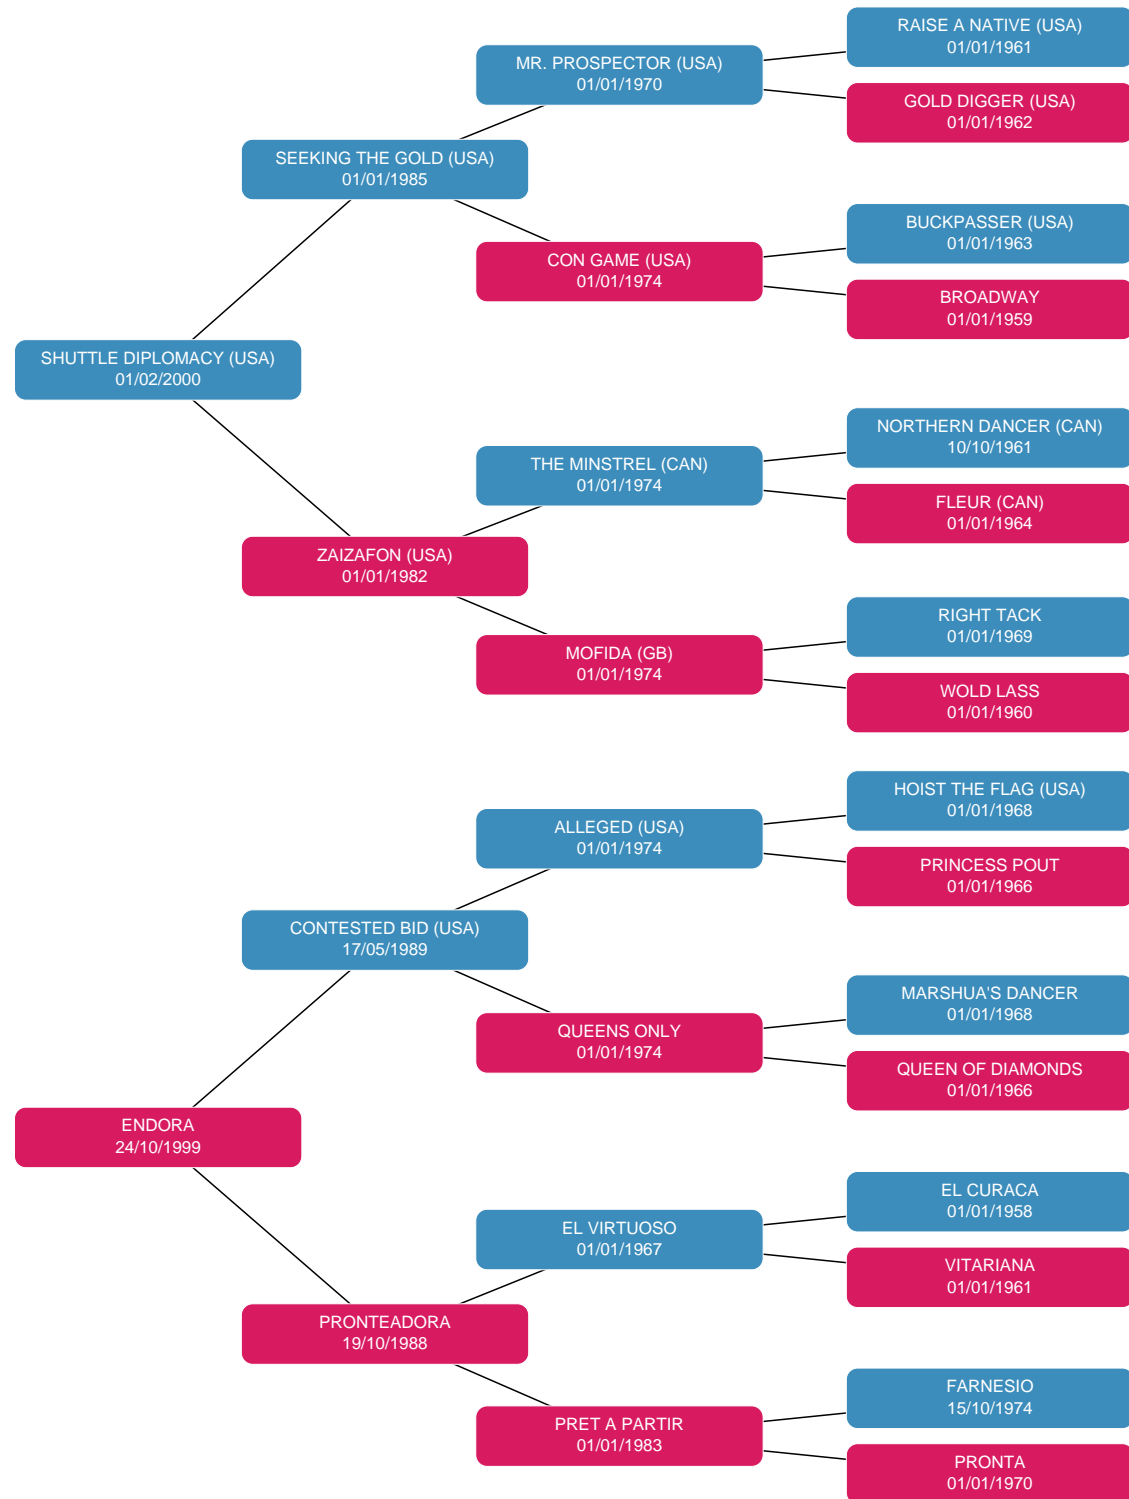 RAISE A NATIVE (USA)
01/01/1961
MR. PROSPECTOR (USA)
01/01/1970
GOLD DIGGER (USA)
01/01/1962
SEEKING THE GOLD (USA)
01/01/1985
BUCKPASSER (USA)
01/01/1963
CON GAME (USA)
01/01/1974
BROADWAY
01/01/1959
SHUTTLE DIPLOMACY (USA)
01/02/2000
NORTHERN DANCER (CAN)
10/10/1961
THE MINSTREL (CAN)
01/01/1974
FLEUR (CAN)
01/01/1964
ZAIZAFON (USA)
01/01/1982
RIGHT TACK
01/01/1969
MOFIDA (GB)
01/01/1974
WOLD LASS
01/01/1960
HOIST THE FLAG (USA)
01/01/1968
ALLEGED (USA)
01/01/1974
PRINCESS POUT
01/01/1966
CONTESTED BID (USA)
17/05/1989
MARSHUA'S DANCER
01/01/1968
QUEENS ONLY
01/01/1974
QUEEN OF DIAMONDS
01/01/1966
ENDORA
24/10/1999
EL CURACA
01/01/1958
EL VIRTUOSO
01/01/1967
VITARIANA
01/01/1961
PRONTEADORA
19/10/1988
FARNESIO
15/10/1974
PRET A PARTIR
01/01/1983
PRONTA
01/01/1970